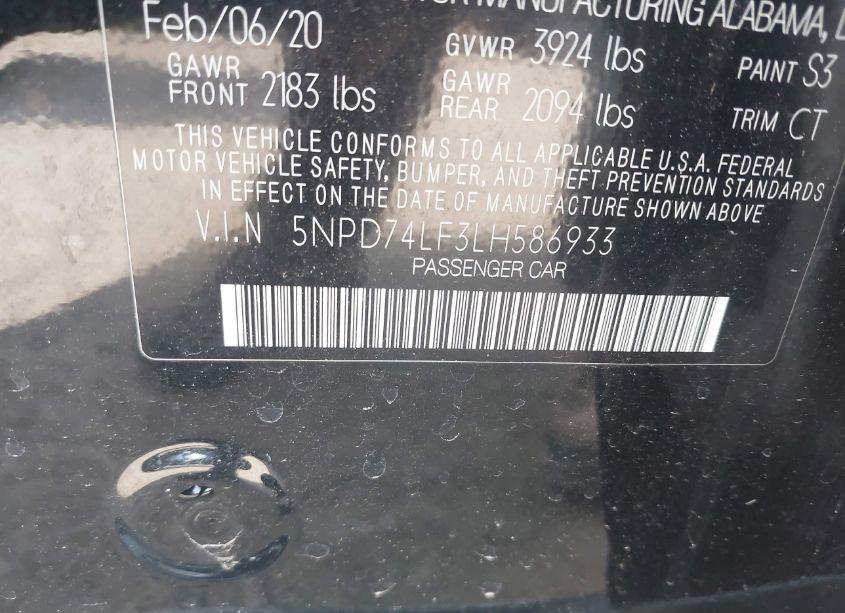 MANUFACTURING ALABAMA,
Feb/06/20 GVWR 3924 lbs PAINT S3
GAWR FRONT 2183 lbs GAWR REAR 2094 lbs TRIM CT
THIS VEHICLE CONFORMS TO ALL APPLICABLE U.S.A. FEDERAL
MOTOR VEHICLE SAFETY, BUMPER, AND THEFT PREVENTION STANDARDS
IN EFFECT ON THE DATE OF MANUFACTURE SHOWN ABOVE
V.I.N 5NPD74LF3LH586933
PASSENGER CAR